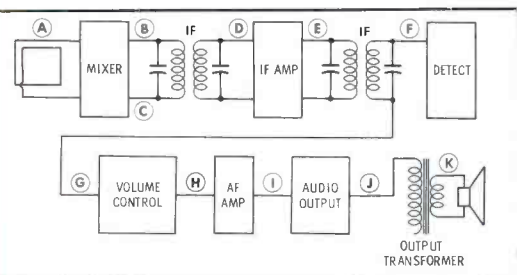 A
B
IF
D
E
IF
F
MIXER
IF AMP
DETECT
C
G
VOLUME
CONTROL
H
AF
AMP
I
AUDIO
OUTPUT
J
K
OUTPUT
TRANSFORMER